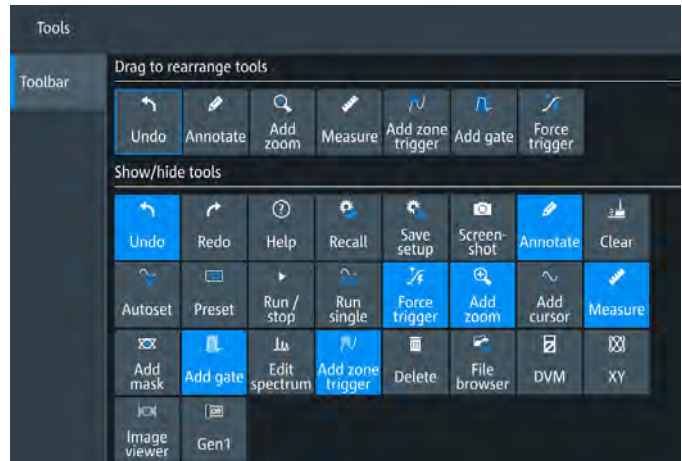 Tools
Toolbar
Drag to rearrange tools
Undo
Annotate
Add
zoom
Measure
Add zone
trigger
Add gate
Force
trigger
Show/hide tools
Undo
Redo
Help
Recall
Save
setup
Screen-
shot
Annotate
Clear
Autoset
Preset
Run /
stop
Run
single
Force
trigger
Add
zoom
Add
cursor
Measure
Add
mask
Add gate
Edit
spectrum
Add zone
trigger
Delete
File
browser
DVM
XY
Image
viewer
Gen1